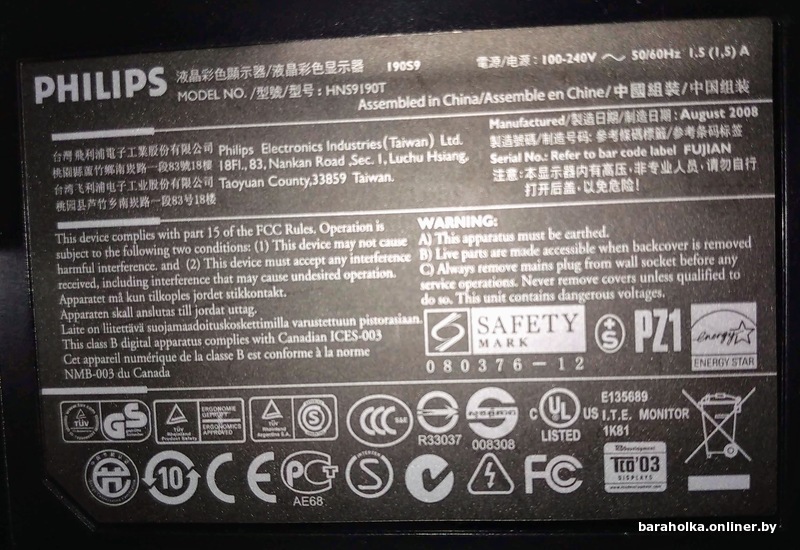 PHILIPS
液晶彩色顯示器/液晶彩色显示器 190S9
MODEL NO. /型號/型号: HNS9190T
電源/电源: 100-240V ～ 50/60Hz 1.5 (1,5) A
Assembled in China/Assemble en Chine/ 中國組裝/中国组装
台灣飛利浦電子工業股份有限公司
桃園縣蘆竹鄉南崁路一段83號18樓
台湾飞利浦电子工业股份有限公司
桃园县芦竹乡南崁路一段83号18楼
Philips Electronics Industries (Taiwan) Ltd.
18Fl., 83, Nankan Road ,Sec. 1, Luchu Hsiang,
Taoyuan County,33859 Taiwan.
Manufactured/製造日期/制造日期: August 2008
製造號碼/制造号码: 參考條碼標籤/参考条码标签
Serial No.: Refer to bar code label FUJIAN
注意: 本显示器内有高压, 非专业人员, 请勿自行
打开后盖, 以免危险!
This device complies with part 15 of the FCC Rules. Operation is
subject to the following two conditions: (1) This device may not cause
harmful interference. and (2) This device must accept any interference
received, including interference that may cause undesired operation.
Apparatet må kun tilkoples jordet stikkontakt.
Apparaten skall anslutas till jordat uttag.
Laite on liitettävä suojamaadoituskoskettimilla varustettuun pistorasiaan.
This class B digital apparatus complies with Canadian ICES-003
Cet appareil numérique de la classe B est conforme à la norme
NMB-003 du Canada
WARNING:
A) This apparatus must be earthed.
B) Live parts are made accessible when backcover is removed
C) Always remove mains plug from wall socket before any
service operations. Never remove covers unless qualified to
do so. This unit contains dangerous voltages.
SAFETY
MARK
080376-12
+S
PZ1
energy
ENERGY STAR
TÜV GS
TÜV Rheinland Product Safety
ERGONOMIE GEPRÜFT
ERGONOMICS APPROVED
TÜV Rheinland Argentina S.A. S
CCC S&E
R33037
008308
C UL US
LISTED
E135689
I.T.E. MONITOR
1K81
10
CE
PCT
AE68
S
FC
Development
TCO'03
DISPLAYS
baraholka.onliner.by